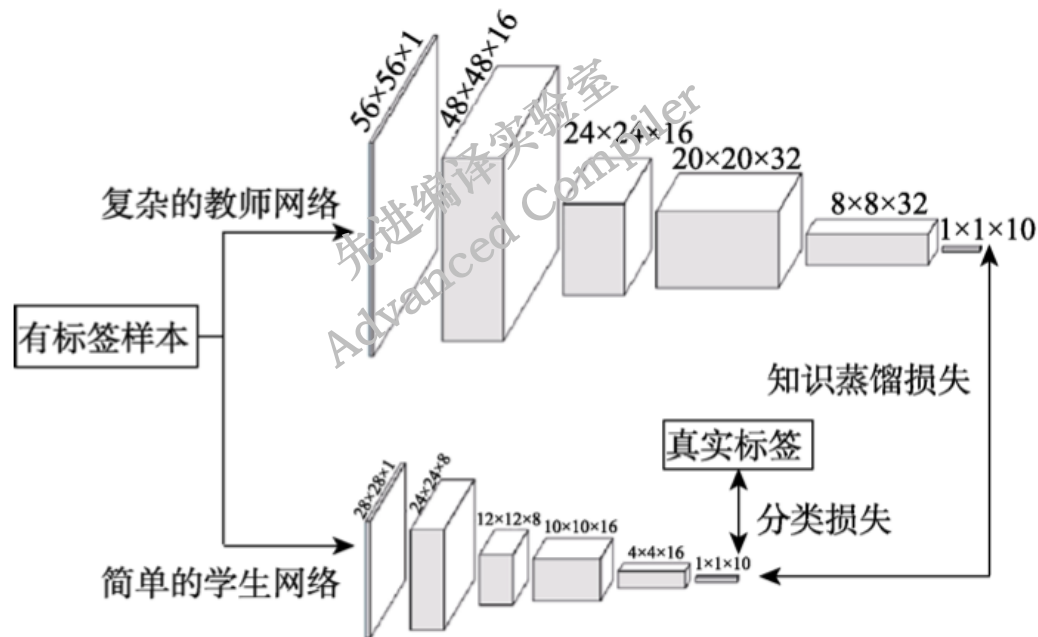 56×56×1
48×48×16
24×24×16
20×20×32
8×8×32
1×1×10
复杂的教师网络
先进编译实验室
Advanced Compiler
有标签样本
知识蒸馏损失
真实标签
分类损失
28×28×1
24×24×8
12×12×8
10×10×16
4×4×16
1×1×10
简单的学生网络